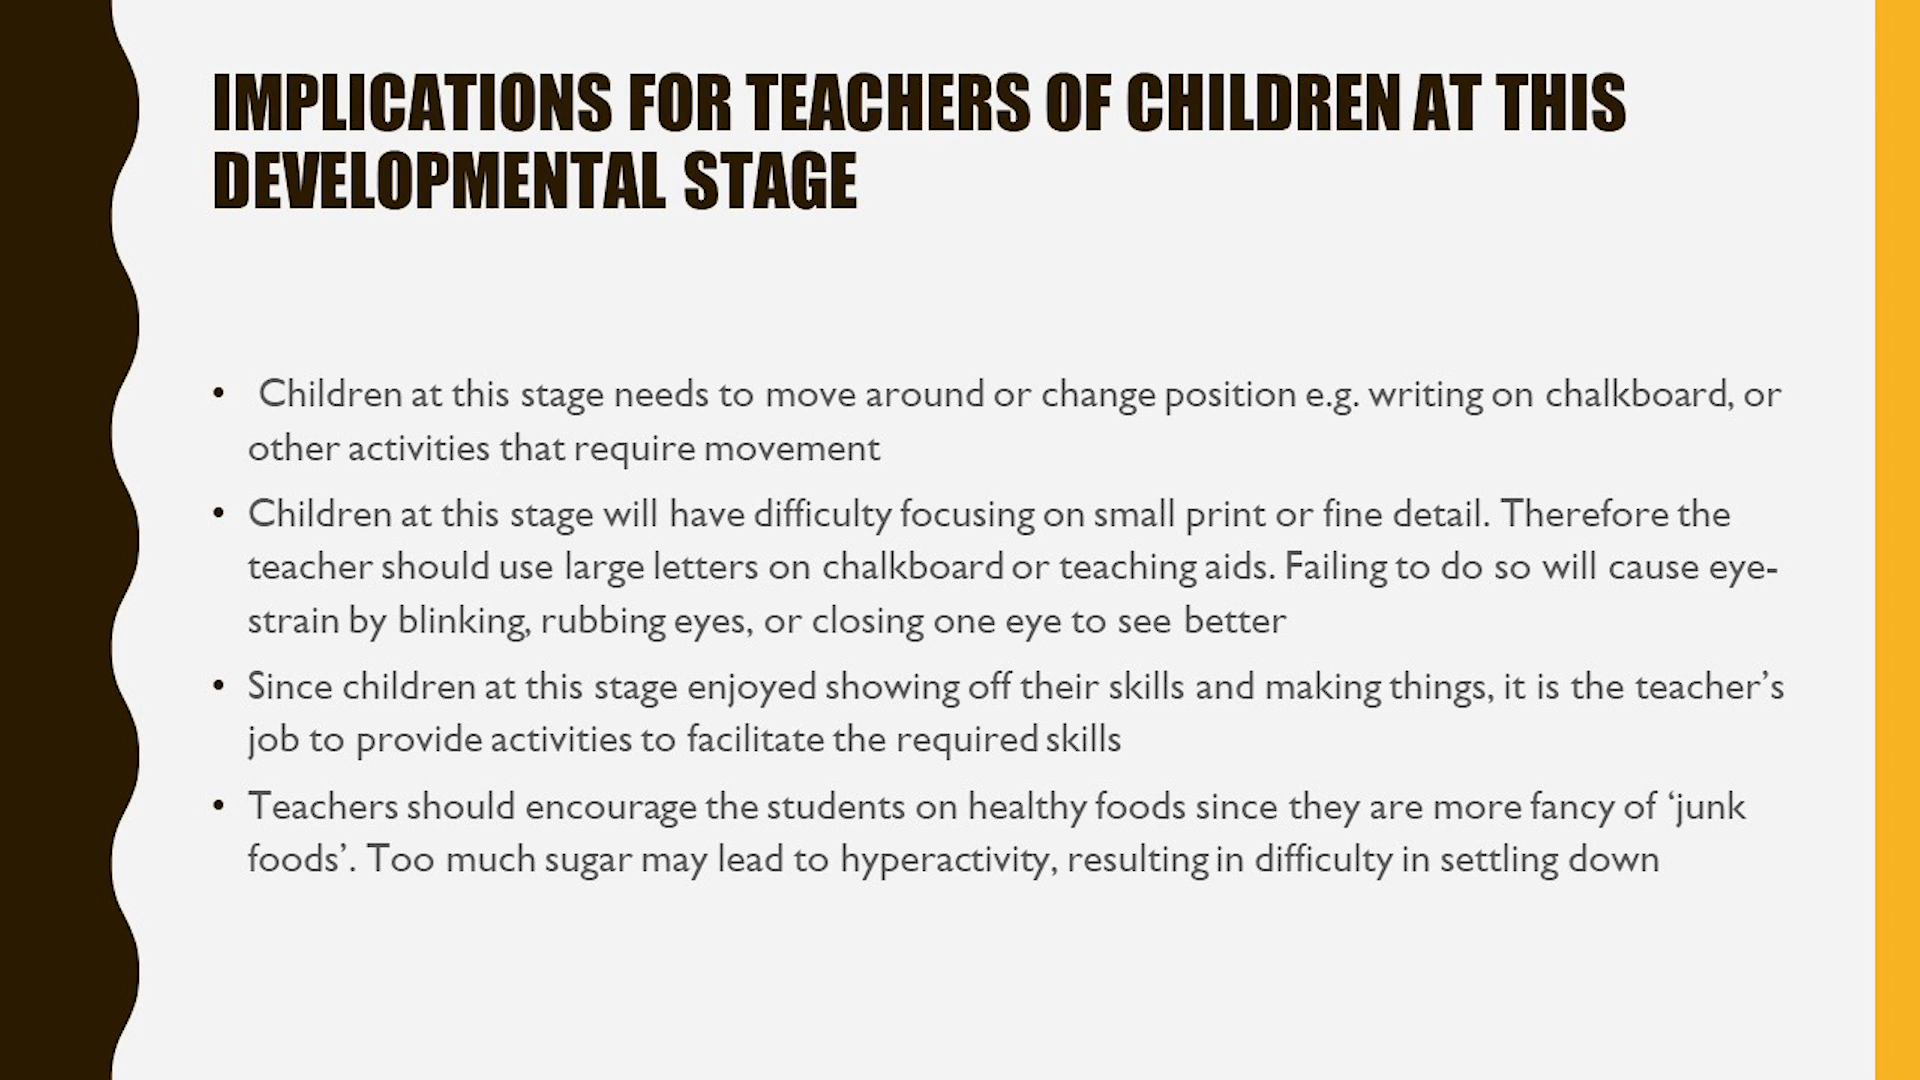 IMPLICATIONS FOR TEACHERS OF CHILDREN AT THIS
DEVELOPMENTAL STAGE
• Children at this stage needs to move around or change position e.g. writing on chalkboard, or
other activities that require movement
• Children at this stage will have difficulty focusing on small print or fine detail. Therefore the
teacher should use large letters on chalkboard or teaching aids. Failing to do so will cause eye-
strain by blinking, rubbing eyes, or closing one eye to see better
• Since children at this stage enjoyed showing off their skills and making things, it is the teacher’s
job to provide activities to facilitate the required skills
• Teachers should encourage the students on healthy foods since they are more fancy of ‘junk
foods’. Too much sugar may lead to hyperactivity, resulting in difficulty in settling down